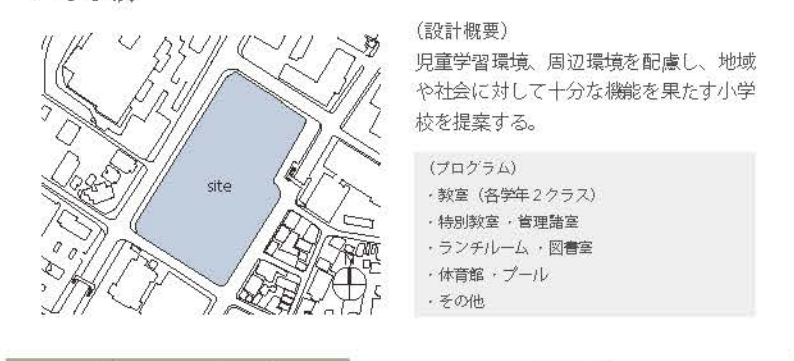 site
（設計概要）
児童学習環境、周辺環境を配慮し、地域
や社会に対して十分な機能を果たす小学
校を提案する。
（プログラム）
・教室（各学年２クラス）
・特別教室・管理諸室
・ランチルーム・図書室
・体育館・プール
・その他